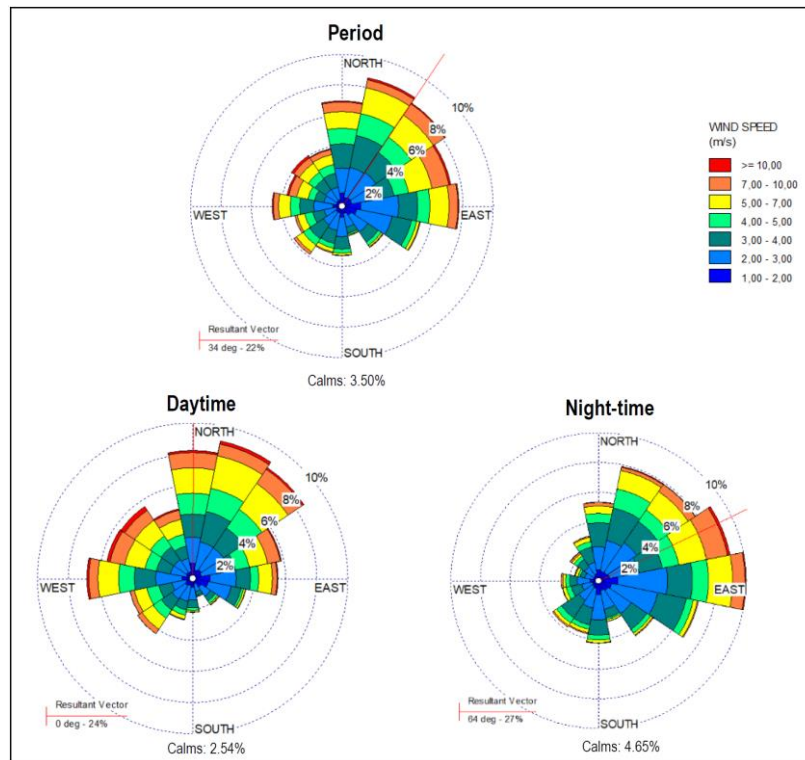 Period
NORTH
10%
8%
6%
4%
2%
WEST
EAST
SOUTH
Resultant Vector
34 deg - 22%
Calms: 3.50%
WIND SPEED
(m/s)
>= 10,00
7,00 - 10,00
5,00 - 7,00
4,00 - 5,00
3,00 - 4,00
2,00 - 3,00
1,00 - 2,00
Daytime
NORTH
10%
8%
6%
4%
2%
WEST
EAST
SOUTH
Resultant Vector
0 deg - 24%
Calms: 2.54%
Night-time
NORTH
10%
8%
6%
4%
2%
WEST
EAST
SOUTH
Resultant Vector
64 deg - 27%
Calms: 4.65%